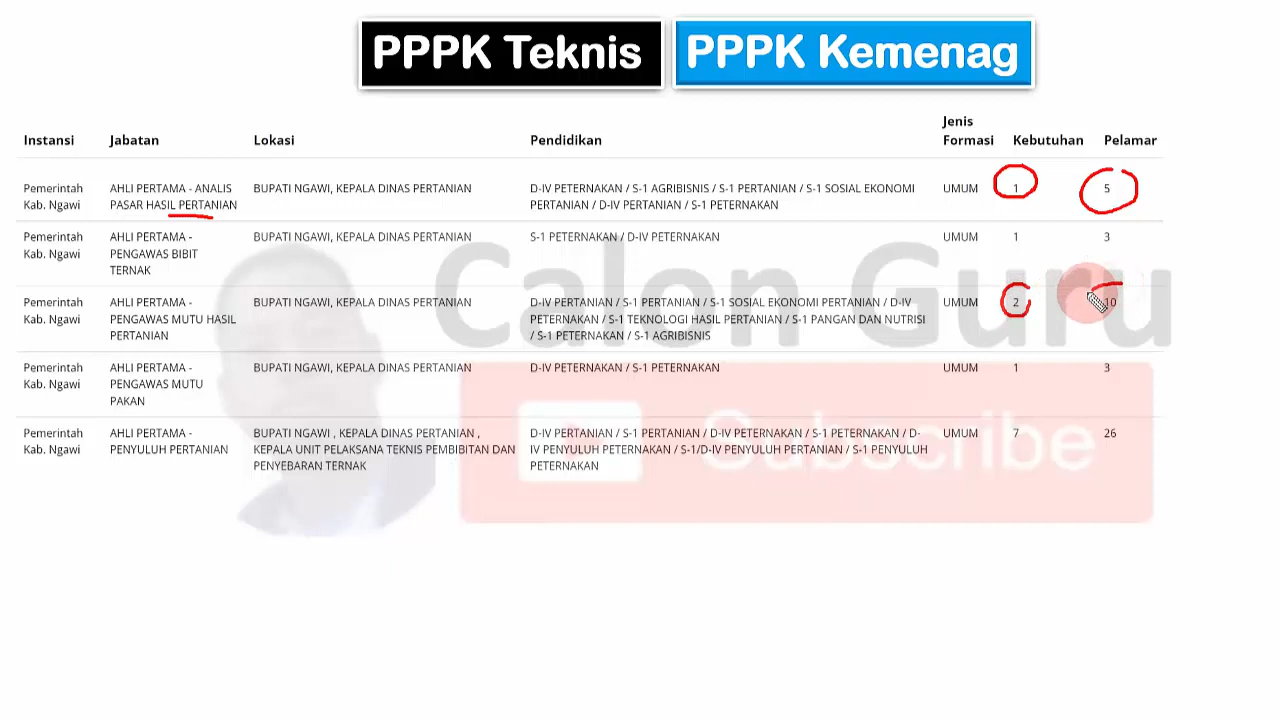 PPPK Teknis PPPK Kemenag
Instansi Jabatan Lokasi Pendidikan Jenis Formasi Kebutuhan Pelamar
Pemerintah AHLI PERTAMA - ANALIS BUPATI NGAWI, KEPALA DINAS PERTANIAN D-IV PETERNAKAN / S-1 AGRIBISNIS / S-1 PERTANIAN / S-1 SOSIAL EKONOMI UMUM 1 5
Kab. Ngawi PASAR HASIL PERTANIAN PERTANIAN / D-IV PERTANIAN / S-1 PETERNAKAN
Pemerintah AHLI PERTAMA - BUPATI NGAWI, KEPALA DINAS PERTANIAN S-1 PETERNAKAN / D-IV PETERNAKAN UMUM 1 3
Kab. Ngawi PENGAWAS BIBIT
TERNAK
Pemerintah AHLI PERTAMA - BUPATI NGAWI, KEPALA DINAS PERTANIAN D-IV PERTANIAN / S-1 PERTANIAN / S-1 SOSIAL EKONOMI PERTANIAN / D-IV UMUM 2 10
Kab. Ngawi PENGAWAS MUTU HASIL PETERNAKAN / S-1 TEKNOLOGI HASIL PERTANIAN / S-1 PANGAN DAN NUTRISI
PERTANIAN / S-1 PETERNAKAN / S-1 AGRIBISNIS
Pemerintah AHLI PERTAMA - BUPATI NGAWI, KEPALA DINAS PERTANIAN D-IV PETERNAKAN / S-1 PETERNAKAN UMUM 1 3
Kab. Ngawi PENGAWAS MUTU
PAKAN
Pemerintah AHLI PERTAMA - BUPATI NGAWI , KEPALA DINAS PERTANIAN , D-IV PERTANIAN / S-1 PERTANIAN / D-IV PETERNAKAN / S-1 PETERNAKAN / D- UMUM 7 26
Kab. Ngawi PENYULUH PERTANIAN KEPALA UNIT PELAKSANA TEKNIS PEMBIBITAN DAN IV PENYULUH PETERNAKAN / S-1/D-IV PENYULUH PERTANIAN / S-1 PENYULUH
PENYEBARAN TERNAK PETERNAKAN
Calon Guru
Subscribe